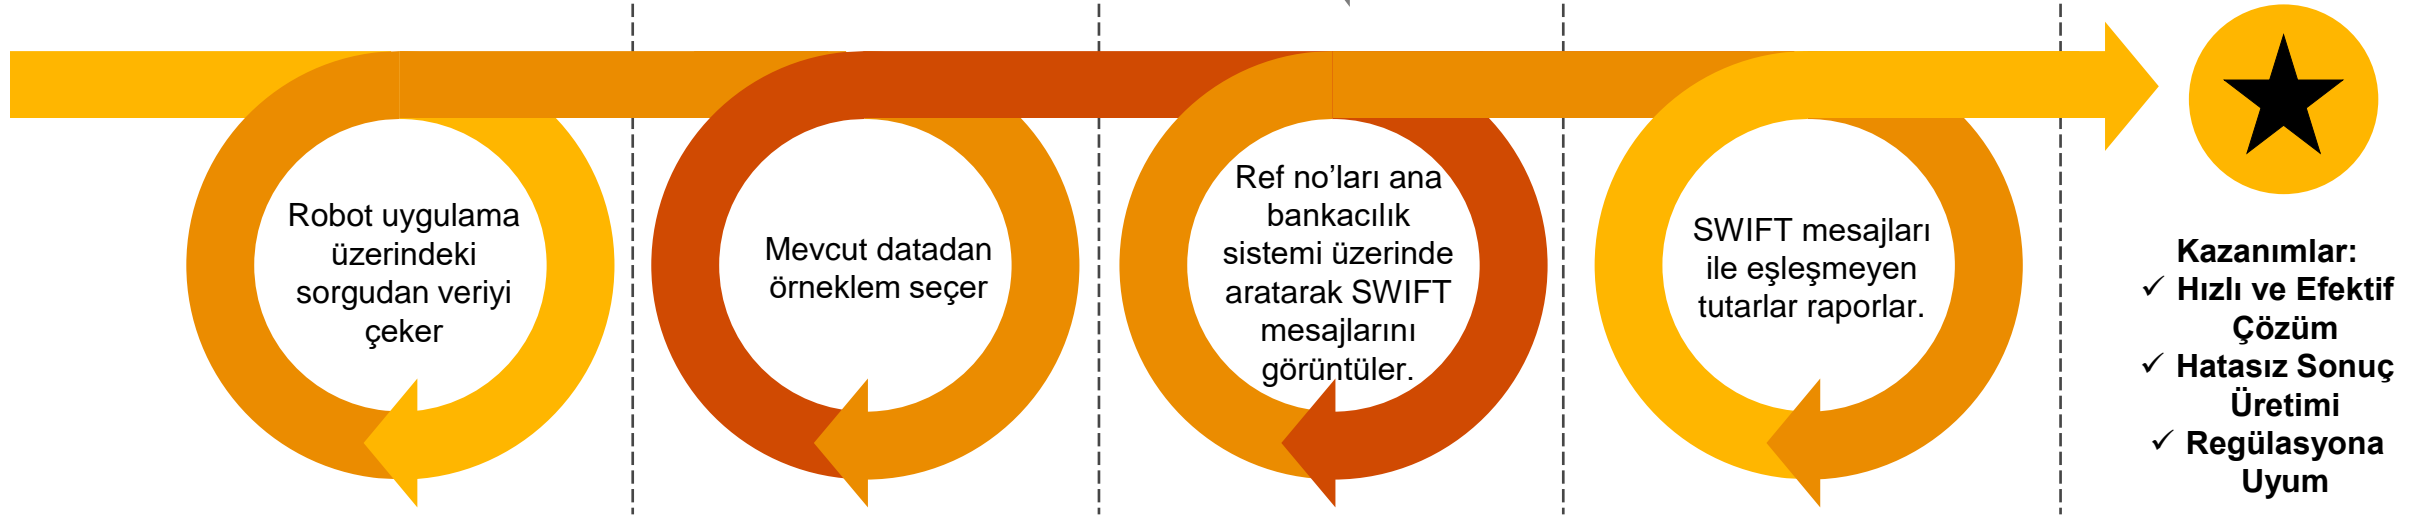 Robot uygulama
üzerindeki
sorgudan veriyi
çeker
Mevcut datadan
örneklem seçer
Ref no’ları ana
bankacılık
sistemi üzerinde
aratarak SWIFT
mesajlarını
görüntüler.
SWIFT mesajları
ile eşleşmeyen
tutarlar raporlar.
Kazanımlar:
✓ Hızlı ve Efektif
Çözüm
✓ Hatasız Sonuç
Üretimi
✓ Regülasyona
Uyum